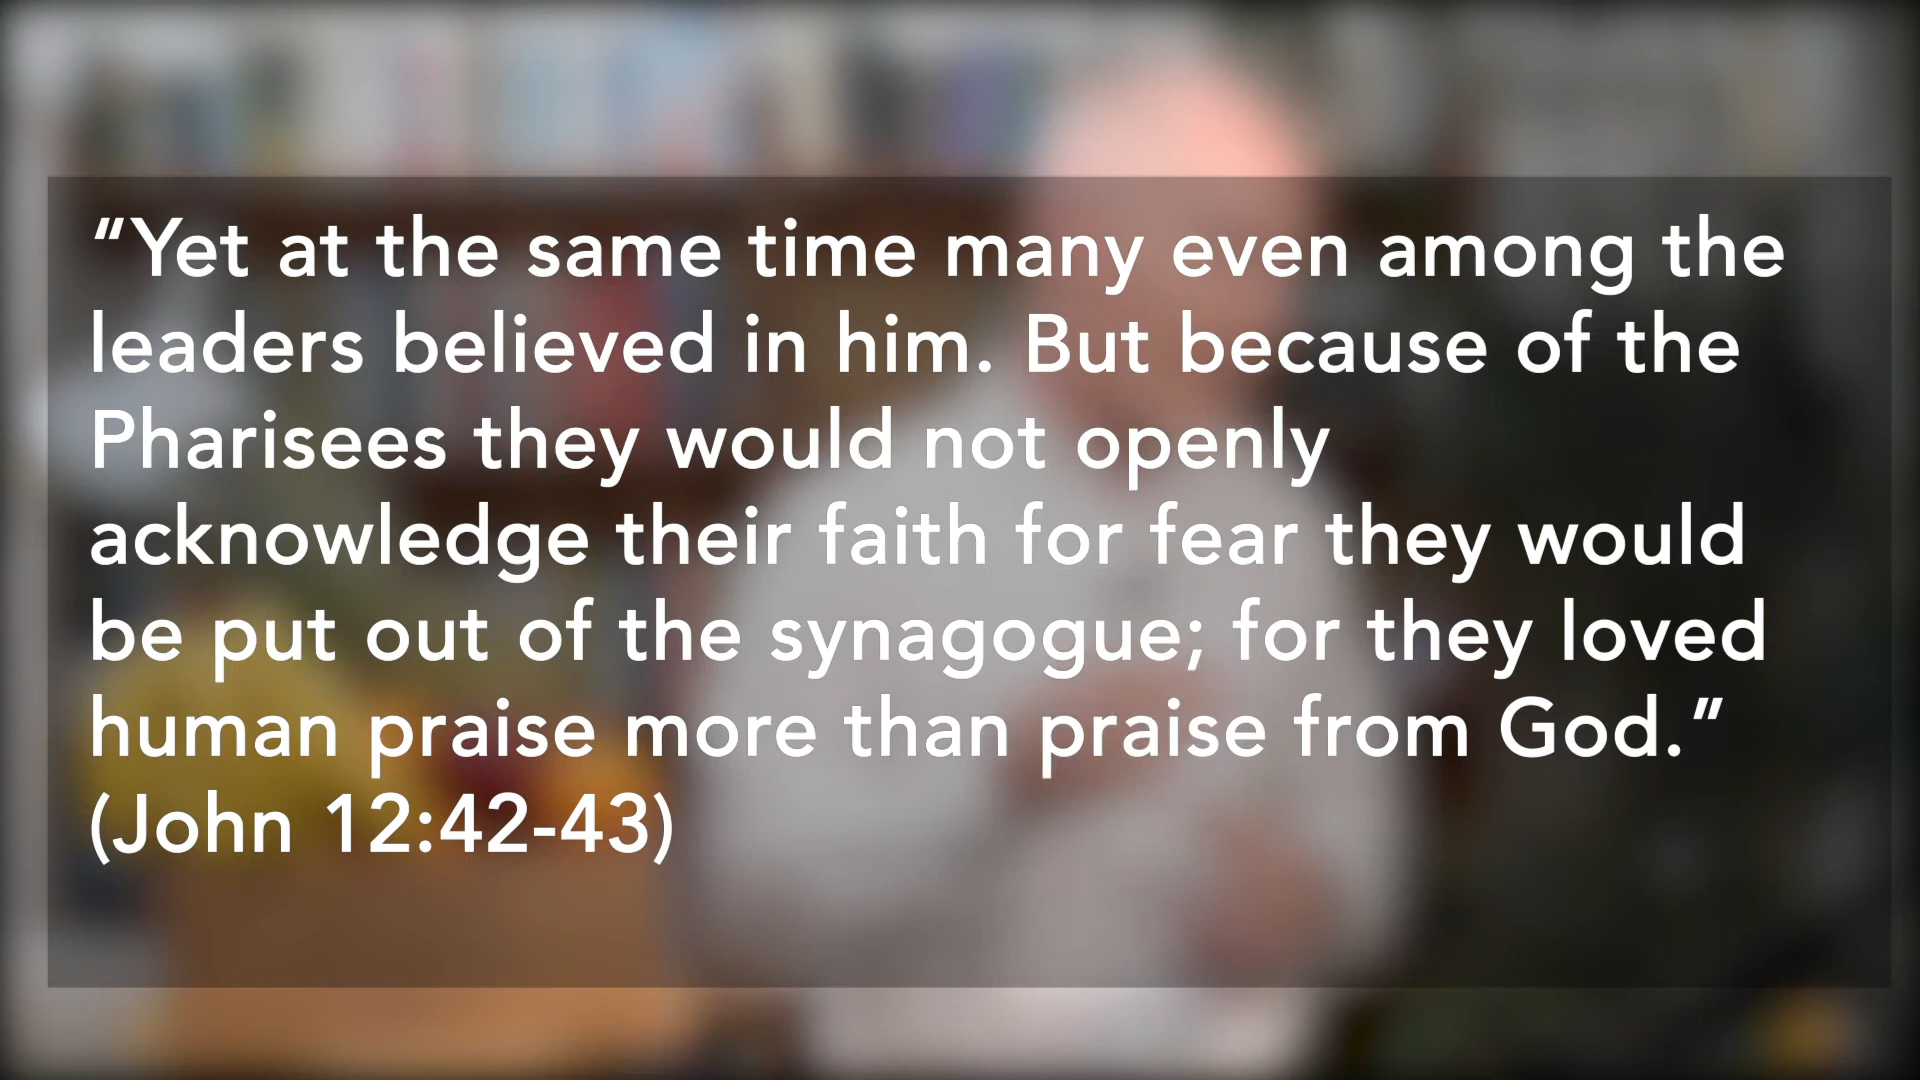 “Yet at the same time many even among the
leaders believed in him. But because of the
Pharisees they would not openly
acknowledge their faith for fear they would
be put out of the synagogue; for they loved
human praise more than praise from God.”
(John 12:42-43)